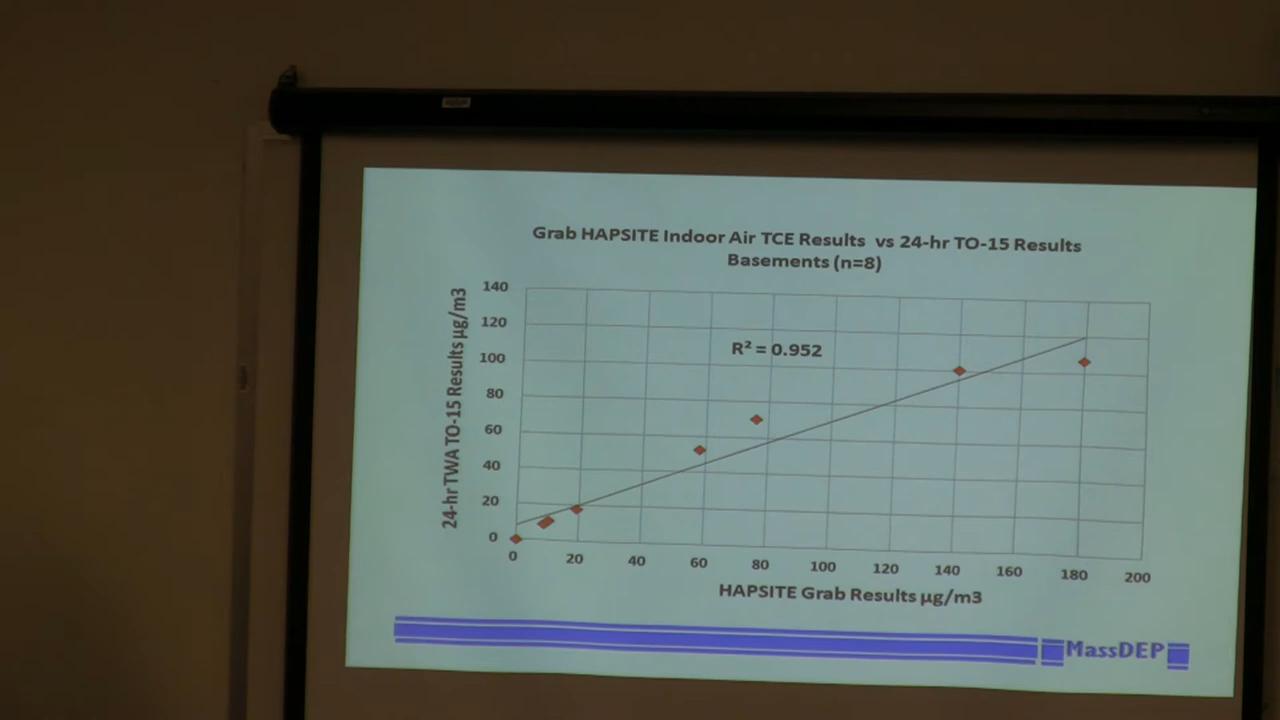 Grab HAPSITE Indoor Air TCE Results vs 24-hr TO-15 Results
Basements (n=8)
24-hr TWA TO-15 Results µg/m3
140
120
100
80
60
40
20
0
R² = 0.952
0 20 40 60 80 100 120 140 160 180 200
HAPSITE Grab Results µg/m3
MassDEP